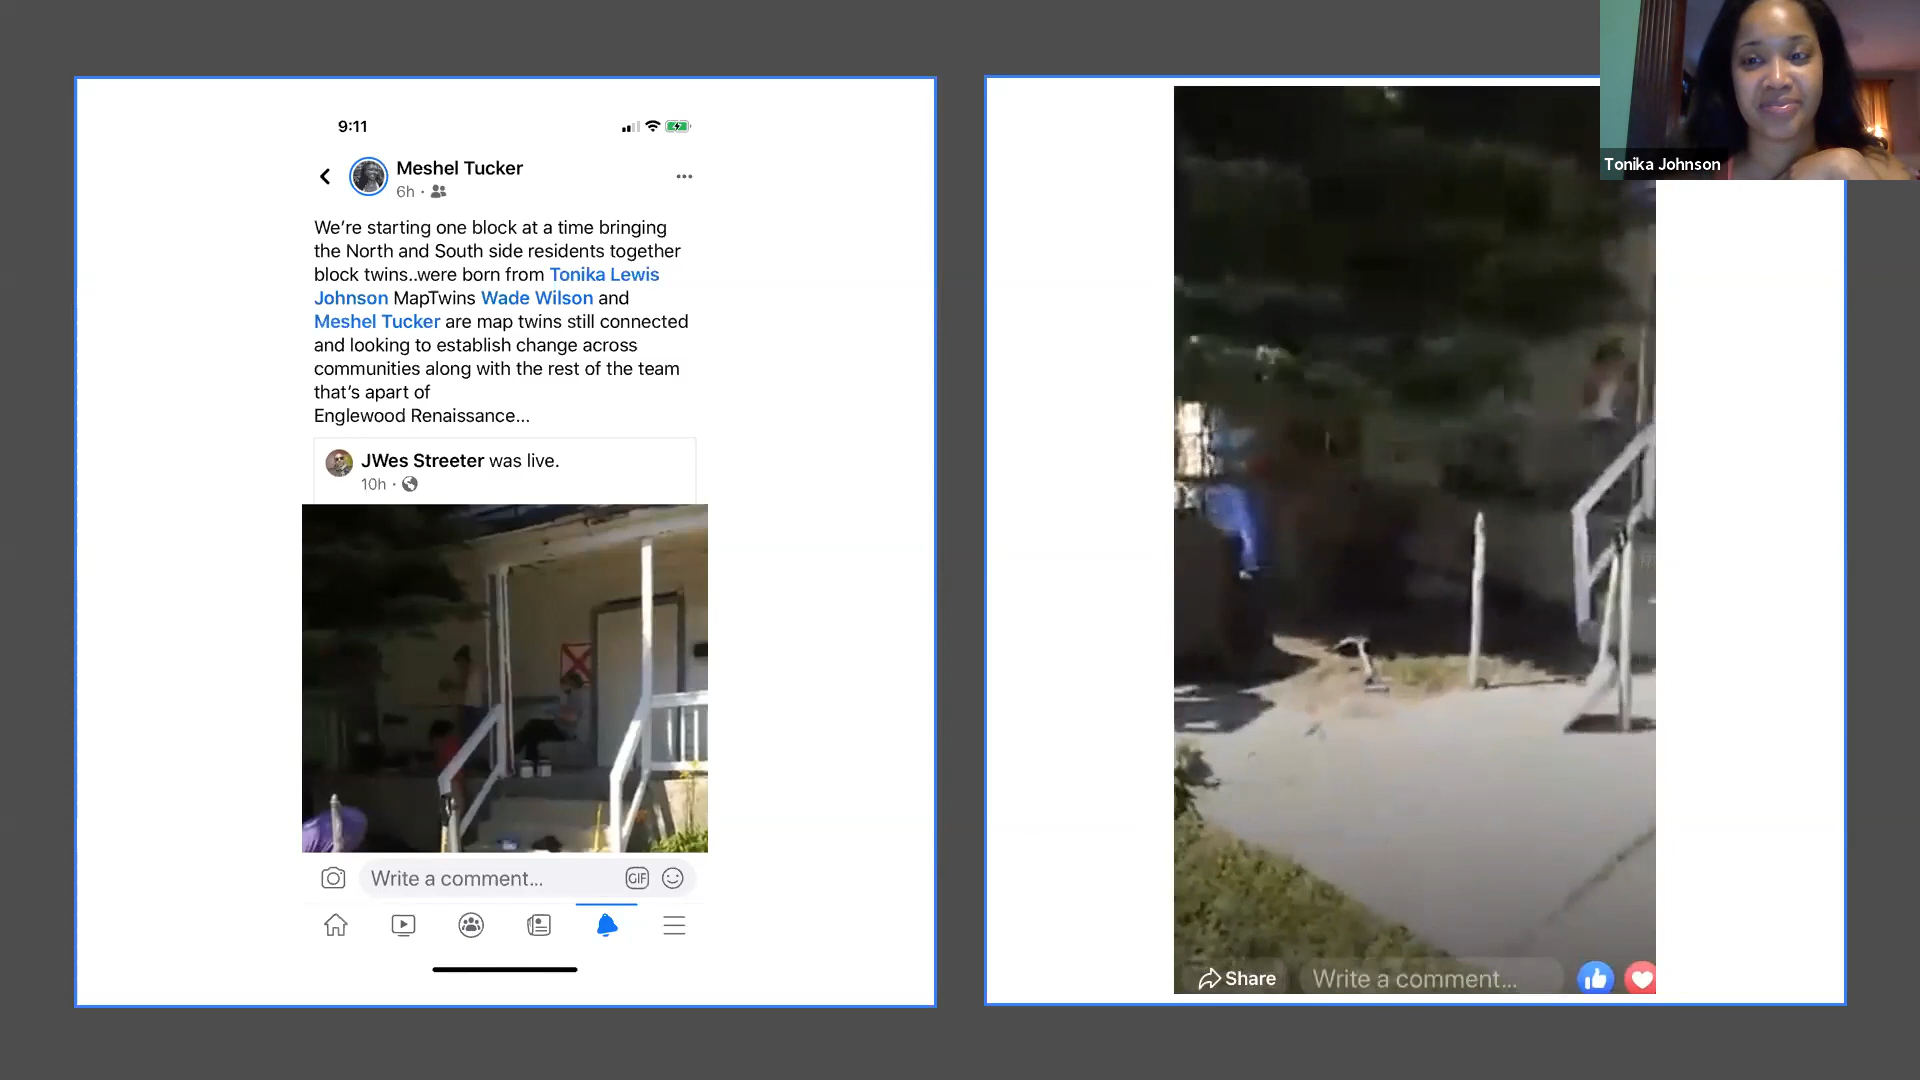 9:11
Meshel Tucker
6h ·
We’re starting one block at a time bringing
the North and South side residents together
block twins..were born from Tonika Lewis
Johnson MapTwins Wade Wilson and
Meshel Tucker are map twins still connected
and looking to establish change across
communities along with the rest of the team
that’s apart of
Englewood Renaissance...
JWes Streeter was live.
10h ·
Write a comment...
GIF
Share
Write a comment...
Tonika Johnson